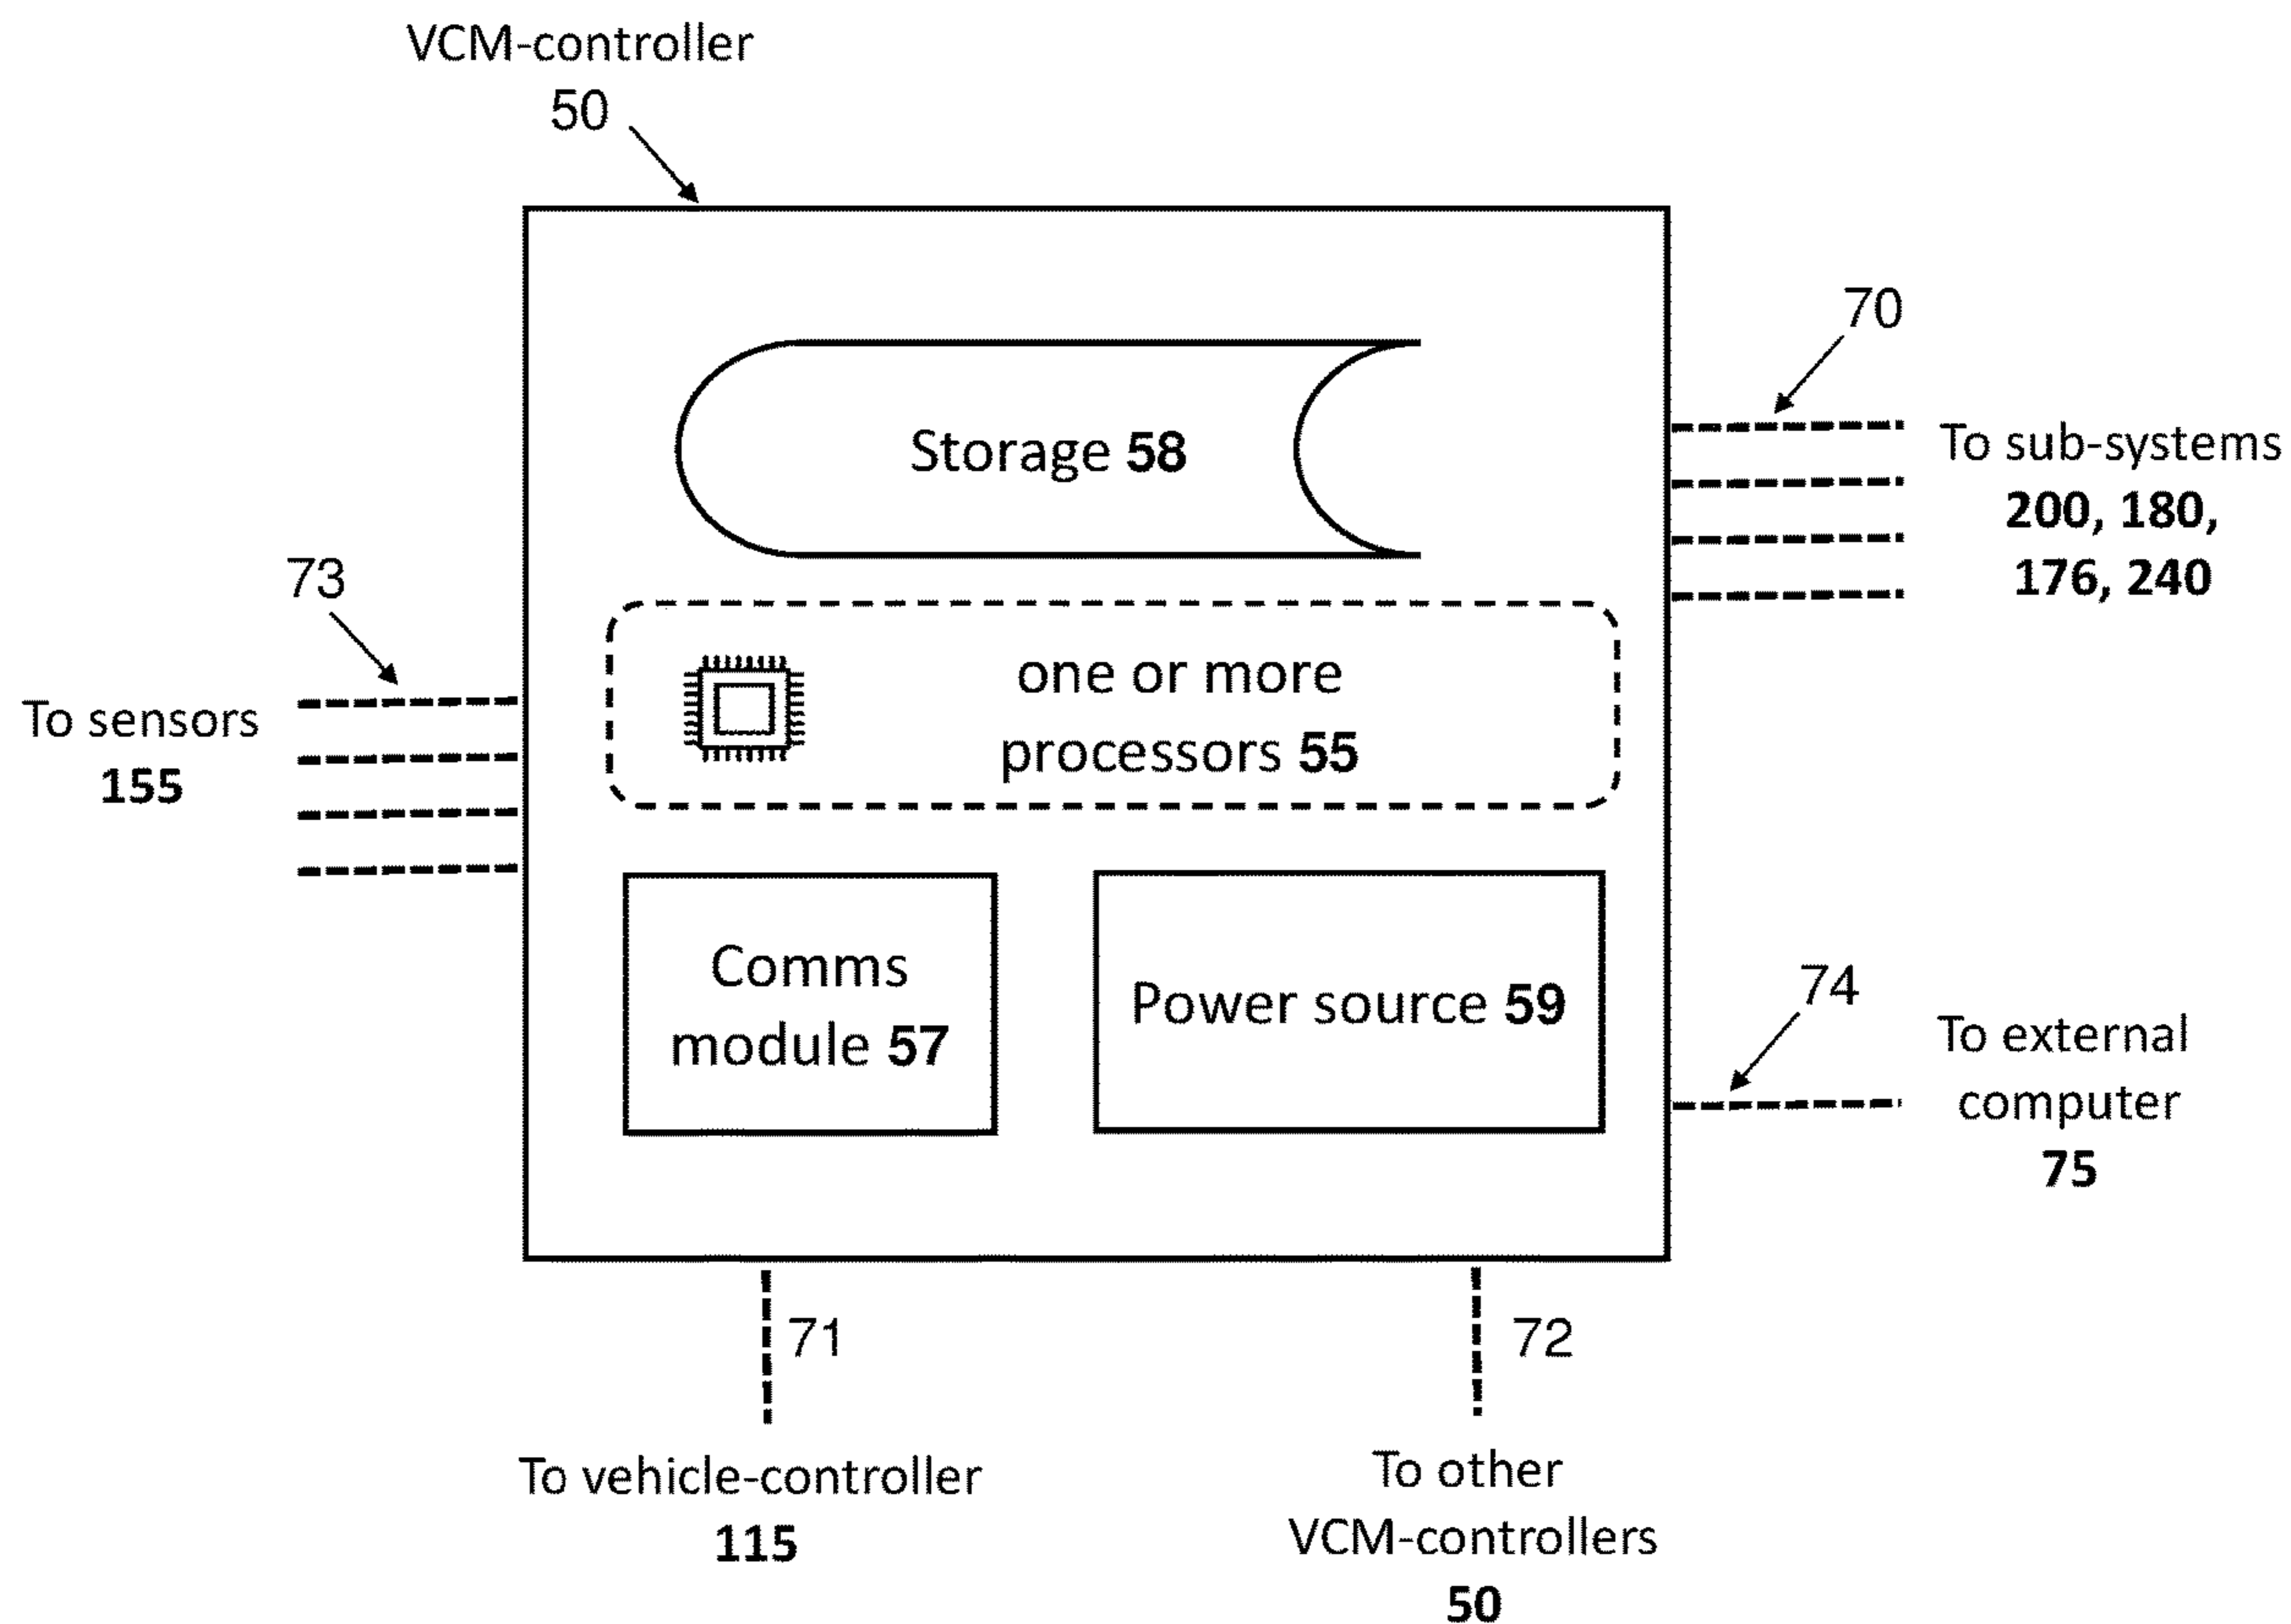 VCM-controller
50
70
Storage 58
To sub-systems
200, 180,
176, 240
73
one or more
processors 55
To sensors
155
Comms
module 57
Power source 59
74
To external
computer
75
71
72
To vehicle-controller
115
To other
VCM-controllers
50